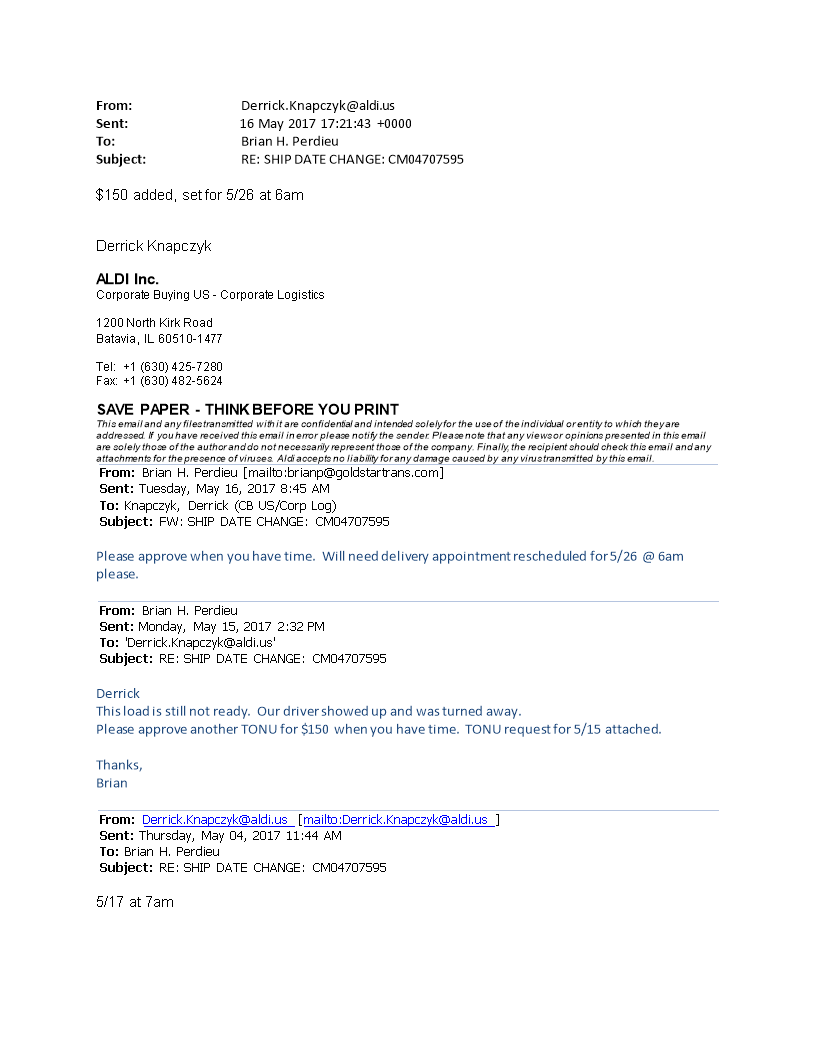 From: Derrick.Knapczyk@aldi.us
Sent: 16 May 2017 17:21:43 +0000
To: Brian H. Perdieu
Subject: RE: SHIP DATE CHANGE: CM04707595
$150 added, set for 5/26 at 6am
Derrick Knapczyk
ALDI Inc.
Corporate Buying US - Corporate Logistics
1200 North Kirk Road
Batavia, IL 60510-1477
Tel: +1 (630) 425-7280
Fax: +1 (630) 482-5624
SAVE PAPER - THINK BEFORE YOU PRINT
This email and any files transmitted with it are confidential and intended solely for the use of the individual or entity to which they are
addressed. If you have received this email in error please notify the sender. Please note that any views or opinions presented in this email
are solely those of the author and do not necessarily represent those of the company. Finally, the recipient should check this email and any
attachments for the presence of viruses. Aldi accepts no liability for any damage caused by any virus transmitted by this email.
From: Brian H. Perdieu [mailto:brianp@goldstartrans.com]
Sent: Tuesday, May 16, 2017 8:45 AM
To: Knapczyk, Derrick (CB US/Corp Log)
Subject: FW: SHIP DATE CHANGE: CM04707595
Please approve when you have time. Will need delivery appointment rescheduled for 5/26 @ 6am
please.
From: Brian H. Perdieu
Sent: Monday, May 15, 2017 2:32 PM
To: 'Derrick.Knapczyk@aldi.us'
Subject: RE: SHIP DATE CHANGE: CM04707595
Derrick
This load is still not ready. Our driver showed up and was turned away.
Please approve another TONU for $150 when you have time. TONU request for 5/15 attached.
Thanks,
Brian
From: Derrick.Knapczyk@aldi.us [mailto:Derrick.Knapczyk@aldi.us ]
Sent: Thursday, May 04, 2017 11:44 AM
To: Brian H. Perdieu
Subject: RE: SHIP DATE CHANGE: CM04707595
5/17 at 7am